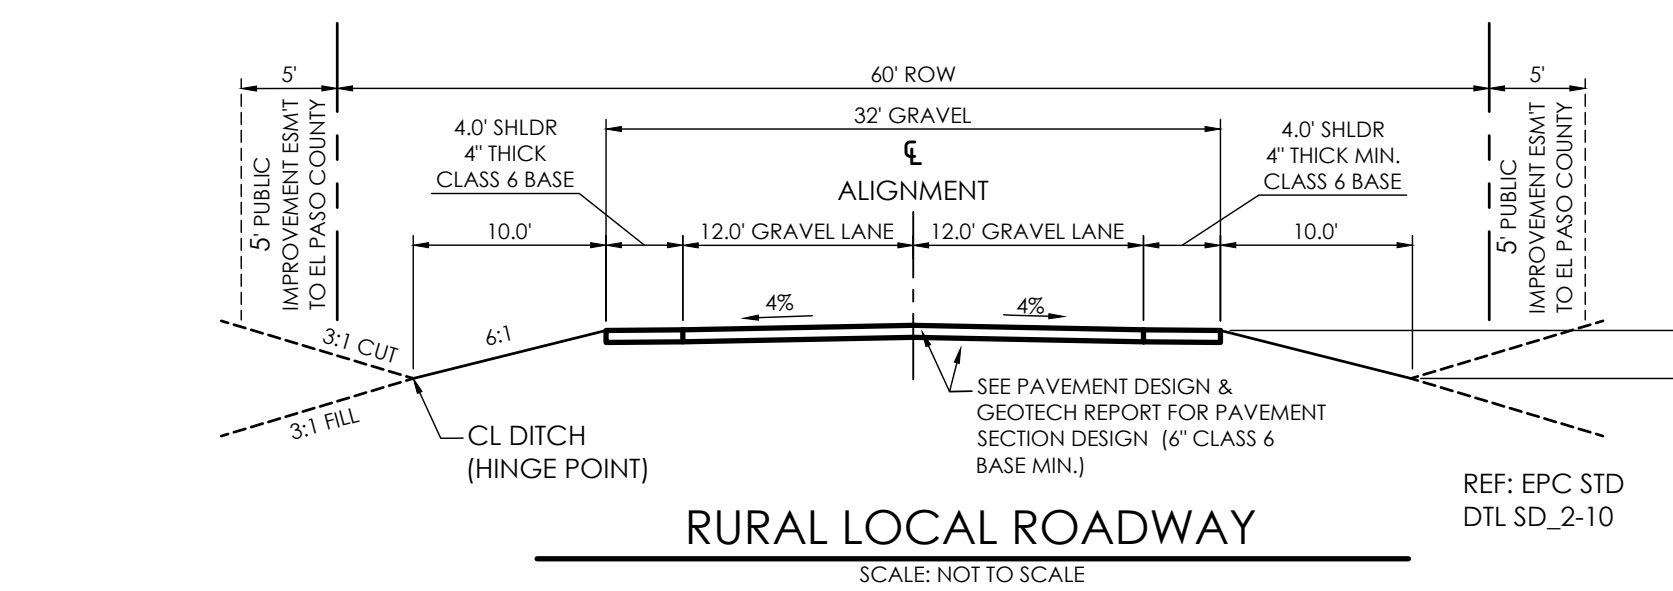 5'
60' ROW
5'
32' GRAVEL
5' PUBLIC
IMPROVEMENT ESM'T
TO EL PASO COUNTY
4.0' SHLDR
4" THICK
CLASS 6 BASE
℄
ALIGNMENT
4.0' SHLDR
4" THICK MIN.
CLASS 6 BASE
5' PUBLIC
IMPROVEMENT ESM'T
TO EL PASO COUNTY
10.0'
12.0' GRAVEL LANE
12.0' GRAVEL LANE
10.0'
4%
4%
3:1 CUT
6:1
3:1 FILL
CL DITCH
(HINGE POINT)
SEE PAVEMENT DESIGN &
GEOTECH REPORT FOR PAVEMENT
SECTION DESIGN (6" CLASS 6
BASE MIN.)
REF: EPC STD
DTL SD_2-10
RURAL LOCAL ROADWAY
SCALE: NOT TO SCALE